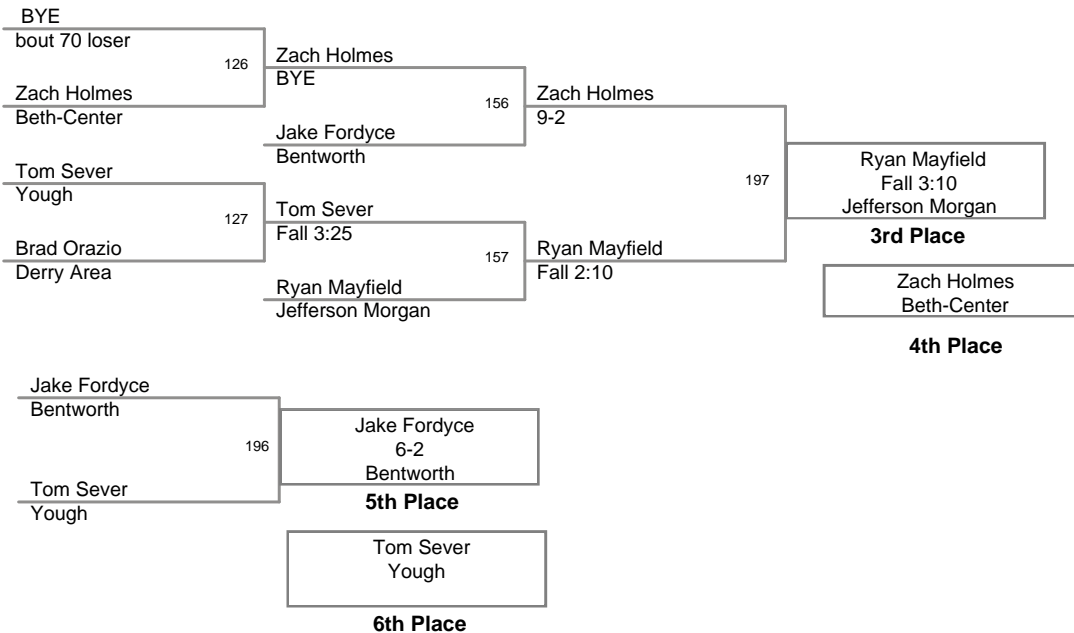 BYE
bout 70 loser
126
Zach Holmes
Beth-Center
Zach Holmes
BYE
156
Jake Fordyce
Bentworth
Zach Holmes
9-2
Tom Sever
Yough
127
Brad Orazio
Derry Area
Tom Sever
Fall 3:25
157
Ryan Mayfield
Jefferson Morgan
Ryan Mayfield
Fall 2:10
197
Ryan Mayfield
Fall 3:10
Jefferson Morgan
3rd Place
Zach Holmes
Beth-Center
4th Place
Jake Fordyce
Bentworth
196
Tom Sever
Yough
Jake Fordyce
6-2
Bentworth
5th Place
Tom Sever
Yough
6th Place